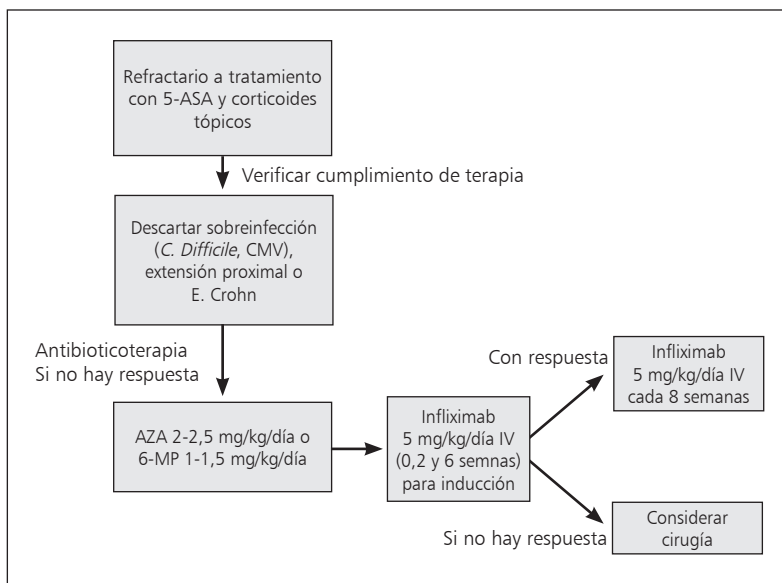 Refractario a tratamiento
con 5-ASA y corticoides
tópicos
Verificar cumplimiento de terapia
Descartar sobreinfección
(C. Difficile, CMV),
extensión proximal o
E. Crohn
Antibioticoterapia
Si no hay respuesta
AZA 2-2,5 mg/kg/día o
6-MP 1-1,5 mg/kg/día
Infliximab
5 mg/kg/día IV
(0,2 y 6 semnas)
para inducción
Con respuesta
Infliximab
5 mg/kg/día IV
cada 8 semanas
Si no hay respuesta
Considerar
cirugía